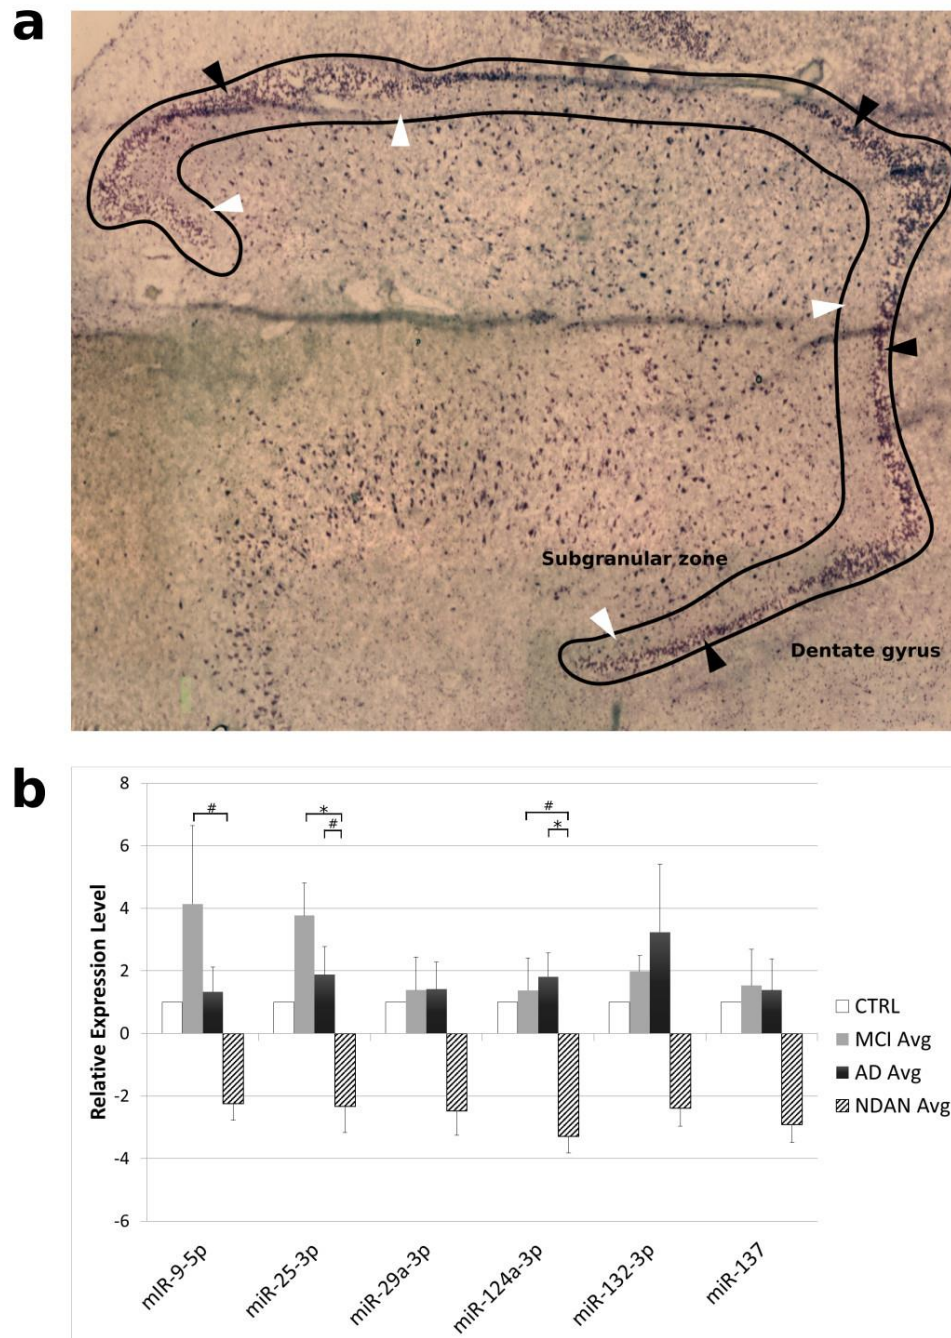 a
Subgranular zone
Dentate gyrus
b
8
6
4
2
0
-2
-4
-6
Relative Expression Level
#
*
#
#
*
CTRL
MCI Avg
AD Avg
NDAN Avg
mIR-9-5p
miR-25-3p
miR-29a-3p
miR-124a-3p
miR-132-3p
miR-137